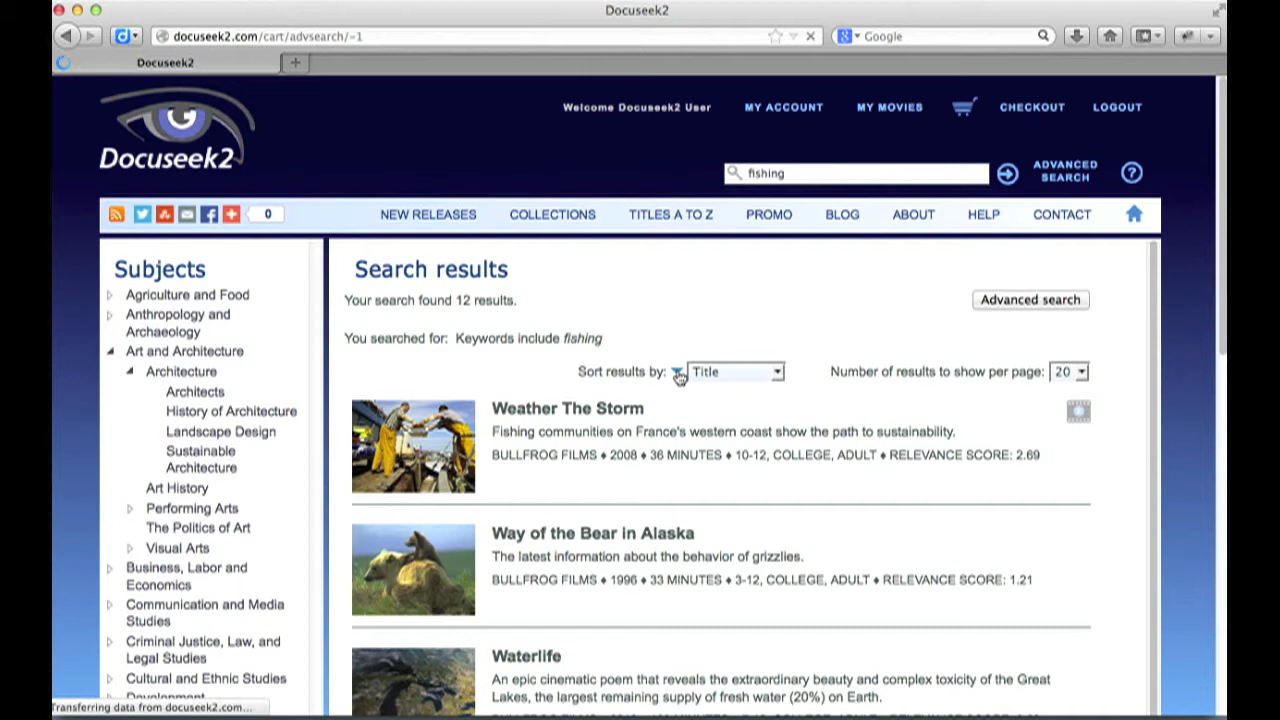 Docuseek2
docuseek2.com/cart/advsearch/-1
Google
Docuseek2
Welcome Docuseek2 User
MY ACCOUNT
MY MOVIES
CHECKOUT
LOGOUT
Docuseek2
fishing
ADVANCED
SEARCH
?
0
NEW RELEASES
COLLECTIONS
TITLES A TO Z
PROMO
BLOG
ABOUT
HELP
CONTACT
Subjects
Agriculture and Food
Anthropology and
Archaeology
Art and Architecture
Architecture
Architects
History of Architecture
Landscape Design
Sustainable
Architecture
Art History
Performing Arts
The Politics of Art
Visual Arts
Business, Labor and
Economics
Communication and Media
Studies
Criminal Justice, Law, and
Legal Studies
Cultural and Ethnic Studies
Development
Transferring data from docuseek2.com...
Search results
Your search found 12 results.
Advanced search
You searched for: Keywords include fishing
Sort results by: Title
Number of results to show per page: 20
Weather The Storm
Fishing communities on France's western coast show the path to sustainability.
BULLFROG FILMS ♦ 2008 ♦ 36 MINUTES ♦ 10-12, COLLEGE, ADULT ♦ RELEVANCE SCORE: 2.69
Way of the Bear in Alaska
The latest information about the behavior of grizzlies.
BULLFROG FILMS ♦ 1996 ♦ 33 MINUTES ♦ 3-12, COLLEGE, ADULT ♦ RELEVANCE SCORE: 1.21
Waterlife
An epic cinematic poem that reveals the extraordinary beauty and complex toxicity of the Great
Lakes, the largest remaining supply of fresh water (20%) on Earth.